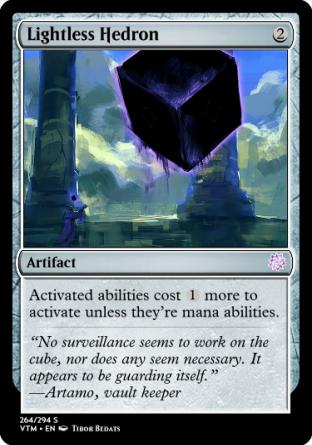 Lightless Hedron 2
Artifact
Activated abilities cost 1 more to
activate unless they're mana abilities.
“No surveillance seems to work on the
cube, nor does any seem necessary. It
appears to be guarding itself.”
—Artamo, vault keeper
264/294 S
VTM • EN Tibor Bedats